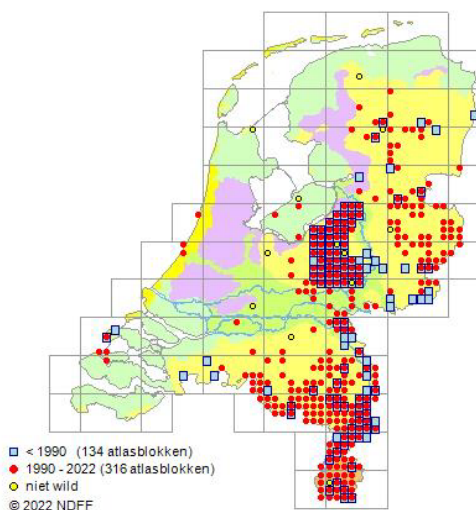 < 1990 (134 atlasblokken)
1990 - 2022 (316 atlasblokken)
niet wild
© 2022 NDFF